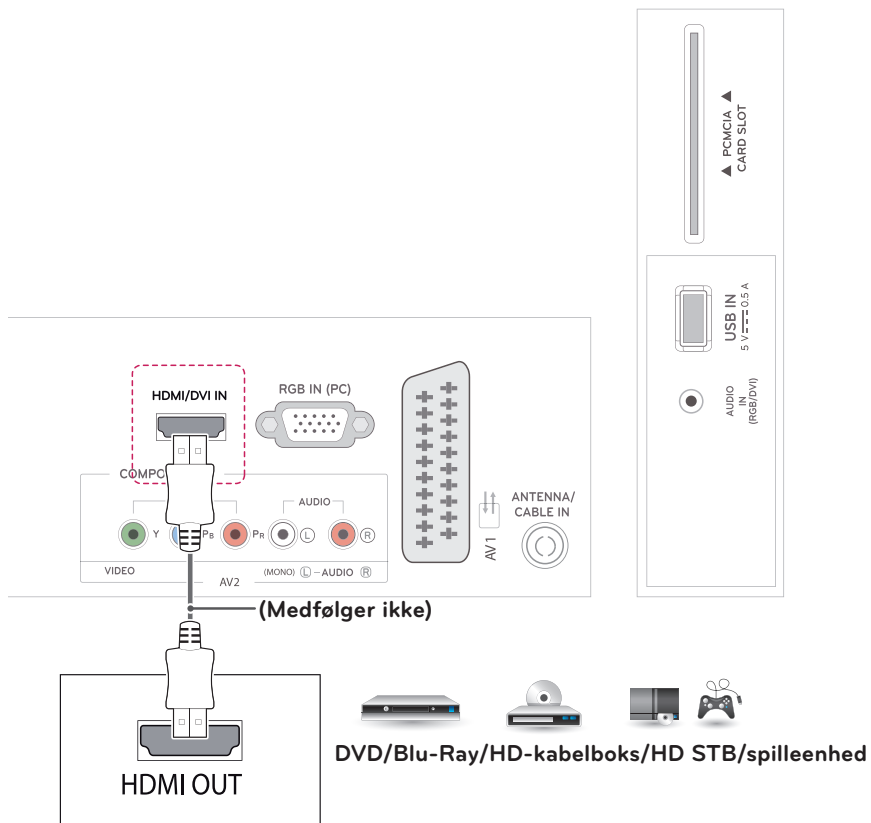 PCMCIA
CARD SLOT
USB IN
5 V 0.5 A
AUDIO
IN
(RGB/DVI)
HDMI/DVI IN
RGB IN (PC)
COMPO
AUDIO
Y
PB
PR
L
R
VIDEO
AV2
(MONO) L - AUDIO R
AV1
ANTENNA/
CABLE IN
(Medfølger ikke)
HDMI OUT
DVD/Blu-Ray/HD-kabelboks/HD STB/spilleenhed